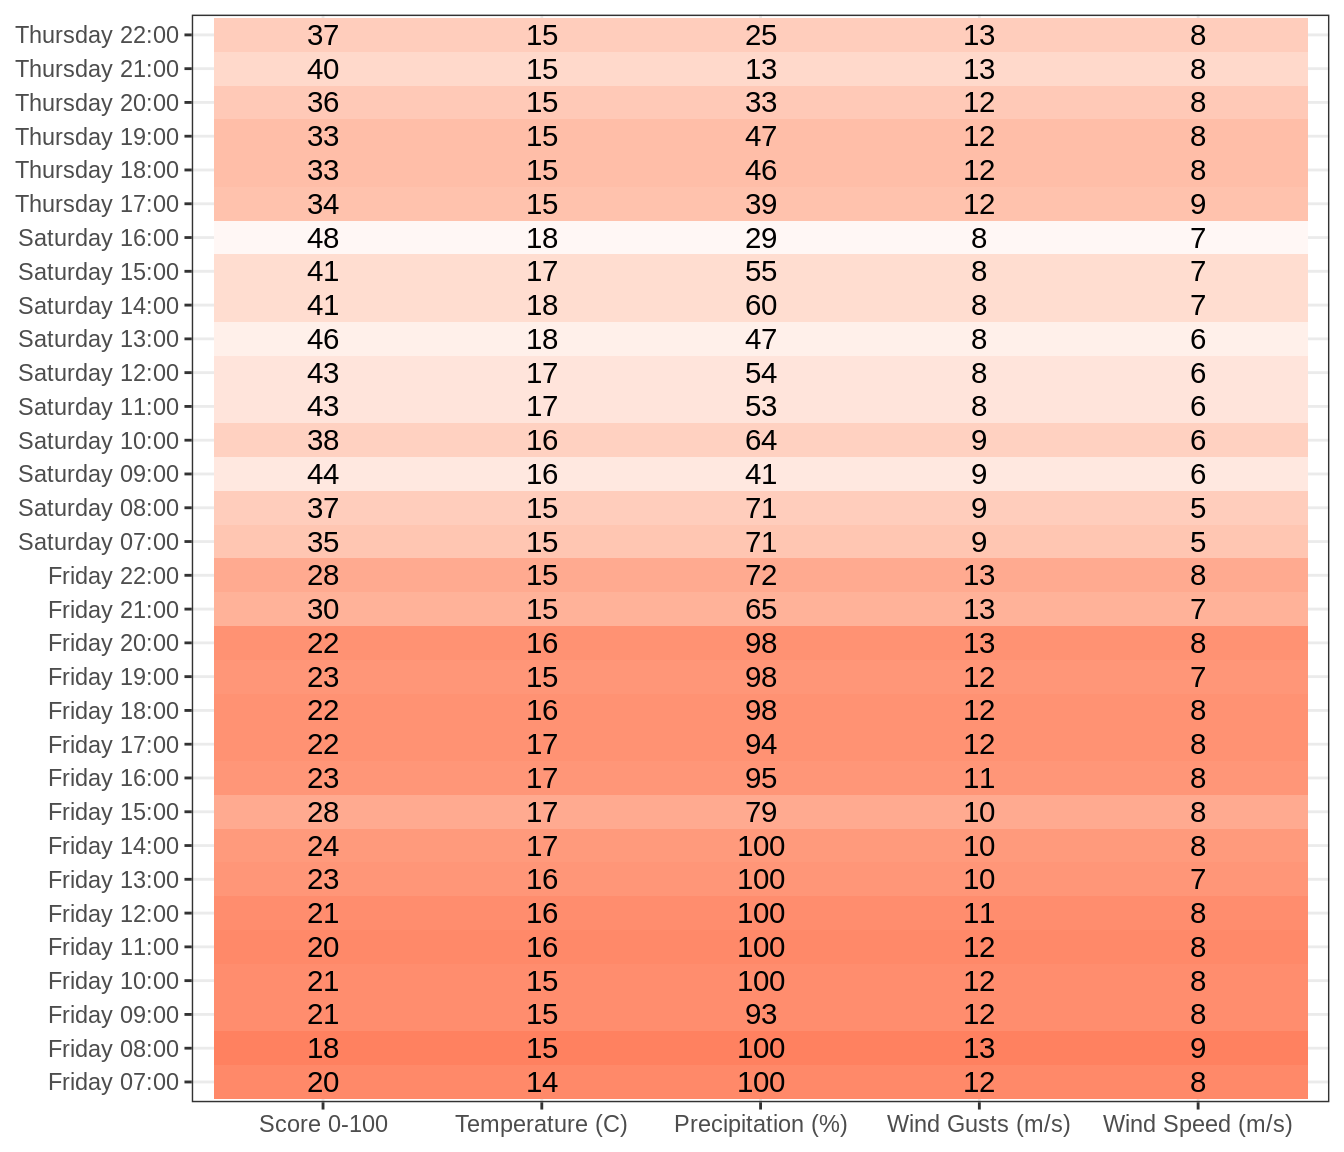 Thursday 22:00 37 15 25 13 8
Thursday 21:00 40 15 13 13 8
Thursday 20:00 36 15 33 12 8
Thursday 19:00 33 15 47 12 8
Thursday 18:00 33 15 46 12 8
Thursday 17:00 34 15 39 12 9
Saturday 16:00 48 18 29 8 7
Saturday 15:00 41 17 55 8 7
Saturday 14:00 41 18 60 8 7
Saturday 13:00 46 18 47 8 6
Saturday 12:00 43 17 54 8 6
Saturday 11:00 43 17 53 8 6
Saturday 10:00 38 16 64 9 6
Saturday 09:00 44 16 41 9 6
Saturday 08:00 37 15 71 9 5
Saturday 07:00 35 15 71 9 5
Friday 22:00 28 15 72 13 8
Friday 21:00 30 15 65 13 7
Friday 20:00 22 16 98 13 8
Friday 19:00 23 15 98 12 7
Friday 18:00 22 16 98 12 8
Friday 17:00 22 17 94 12 8
Friday 16:00 23 17 95 11 8
Friday 15:00 28 17 79 10 8
Friday 14:00 24 17 100 10 8
Friday 13:00 23 16 100 10 7
Friday 12:00 21 16 100 11 8
Friday 11:00 20 16 100 12 8
Friday 10:00 21 15 100 12 8
Friday 09:00 21 15 93 12 8
Friday 08:00 18 15 100 13 9
Friday 07:00 20 14 100 12 8
Score 0-100 Temperature (C) Precipitation (%) Wind Gusts (m/s) Wind Speed (m/s)